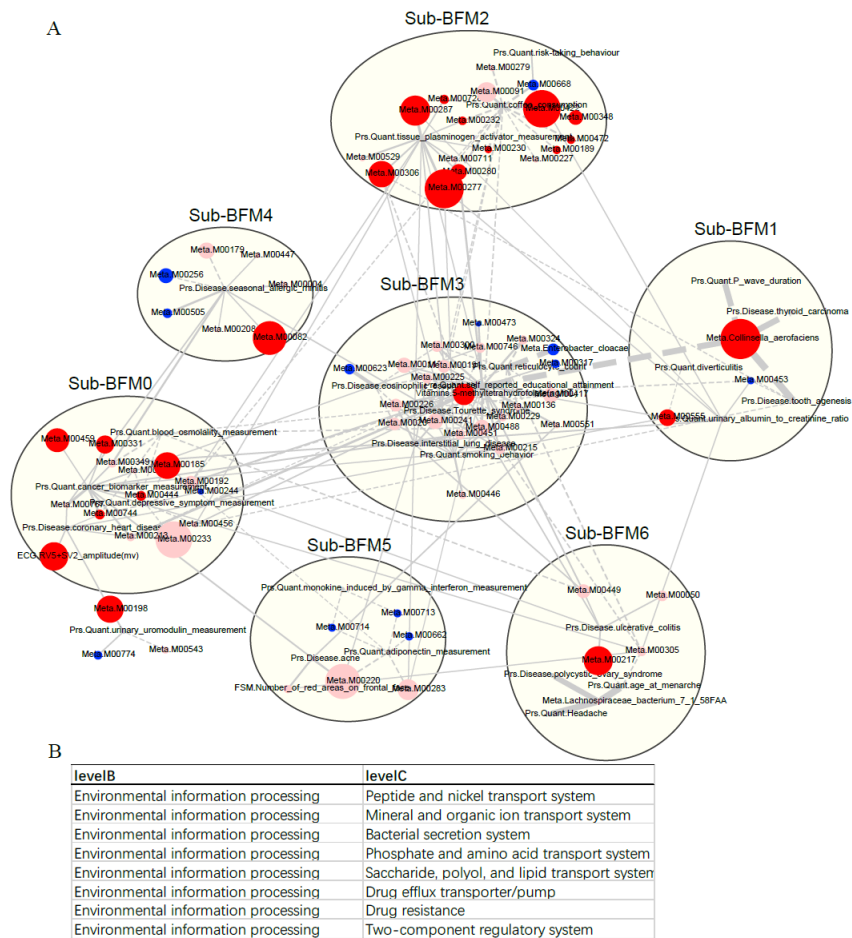 A
Sub-BFM2
Prs.Quant.risk-taking_behaviour
Meta.M00279
Meta.M00668
Meta.M00091
Meta.M00287
Prs.Quant.coffee_consumption
Meta.M00348
Meta.M00232
Prs.Quant.tissue_plasminogen_activator_measurement
Meta.M00472
Meta.M00230
Meta.M00189
Meta.M00529
Meta.M00711
Meta.M00227
Meta.M00306
Meta.M00280
Meta.M00277
Sub-BFM4
Meta.M00179
Meta.M00447
Meta.M00256
Meta.M00004
Prs.Disease.seasonal_allergic_rhinitis
Meta.M00505
Meta.M00208
Meta.M00082
Sub-BFM1
Prs.Quant.P_wave_duration
Prs.Disease.thyroid_carcinoma
Meta.Collinsella_aerofaciens
Prs.Quant.diverticulitis
Meta.M00453
Prs.Disease.tooth_agenesis
Meta.M00555
Prs.Quant.urinary_albumin_to_creatinine_ratio
Sub-BFM3
Meta.M00473
Meta.M00300
Meta.M00746
Meta.M00324
Meta.Enterobacter_cloacae
Meta.M00317
Meta.M00623
Prs.Quant.reticulocyte_count
Meta.M00225
Prs.Quant.self_reported_educational_attainment
Meta.M00226
Meta.M00136
Prs.Disease.Tourette_syndrome
Meta.M00229
Meta.M00241
Meta.M00488
Meta.M00551
Meta.M00451
Prs.Disease.interstitial_lung_disease
Meta.M00215
Prs.Quant.smoking_behavior
Meta.M00446
Sub-BFM0
Prs.Quant.blood_osmolality_measurement
Meta.M00459
Meta.M00331
Meta.M00349
Meta.M00185
Meta.M00192
Prs.Quant.cancer_biomarker_measurement
Meta.M00244
Meta.M00444
Prs.Quant.depressive_symptom_measurement
Meta.M00744
Meta.M00456
Prs.Disease.coronary_heart_disease
Meta.M00233
ECG.RV5+SV2_amplitude(mv)
Meta.M00198
Prs.Quant.urinary_uromodulin_measurement
Meta.M00543
Meta.M00774
Sub-BFM5
Prs.Quant.monokine_induced_by_gamma_interferon_measurement
Meta.M00713
Meta.M00714
Meta.M00662
Prs.Quant.adiponectin_measurement
Prs.Disease.acne
Meta.M00220
FSM.Number_of_red_areas_on_frontal
Meta.M00283
Sub-BFM6
Meta.M00449
Meta.M00050
Prs.Disease.ulcerative_colitis
Meta.M00305
Meta.M00217
Prs.Disease.polycystic_ovary_syndrome
Prs.Quant.age_at_menarche
Meta.Lachnospiraceae_bacterium_7_1_58FAA
Prs.Quant.Headache
B
levelB levelC
Environmental information processing Peptide and nickel transport system
Environmental information processing Mineral and organic ion transport system
Environmental information processing Bacterial secretion system
Environmental information processing Phosphate and amino acid transport system
Environmental information processing Saccharide, polyol, and lipid transport system
Environmental information processing Drug efflux transporter/pump
Environmental information processing Drug resistance
Environmental information processing Two-component regulatory system